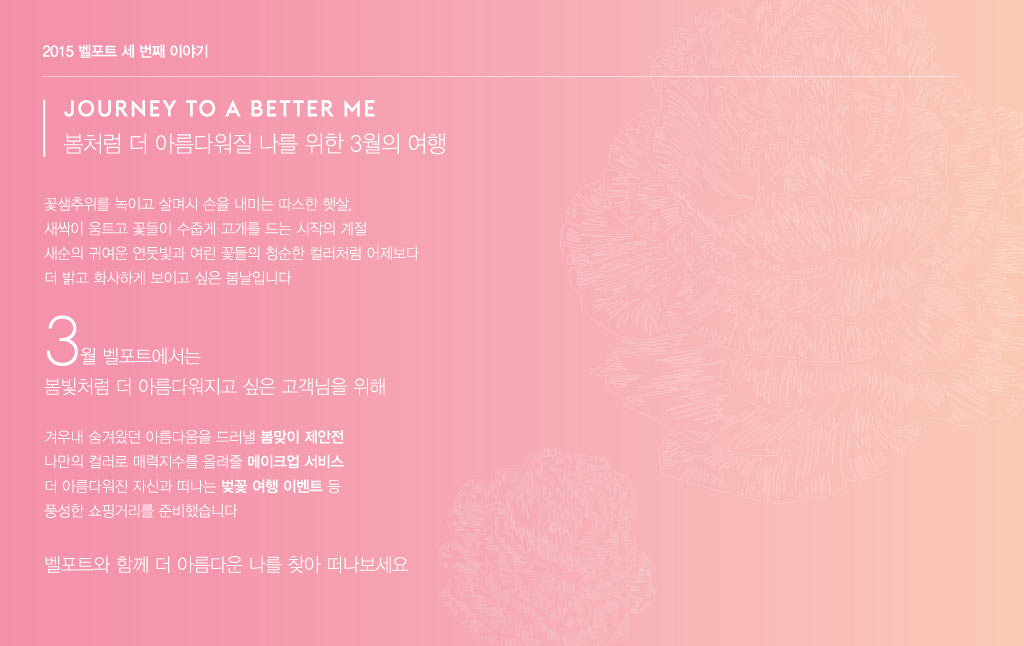 2015 벨포트 세 번째 이야기
JOURNEY TO A BETTER ME
봄처럼 더 아름다워질 나를 위한 3월의 여행
꽃샘추위를 녹이고 살며시 손을 내미는 따스한 햇살,
새싹이 움트고 꽃들이 수줍게 고개를 드는 시작의 계절
새순의 귀여운 연둣빛과 여린 꽃들의 청순한 컬러처럼 어제보다
더 밝고 화사하게 보이고 싶은 봄날입니다
3월 벨포트에서는
봄빛처럼 더 아름다워지고 싶은 고객님을 위해
겨우내 숨겨왔던 아름다움을 드러낼 봄맞이 제안전
나만의 컬러로 매력지수를 올려줄 메이크업 서비스
더 아름다워진 자신과 떠나는 벚꽃 여행 이벤트 등
풍성한 쇼핑거리를 준비했습니다
벨포트와 함께 더 아름다운 나를 찾아 떠나보세요